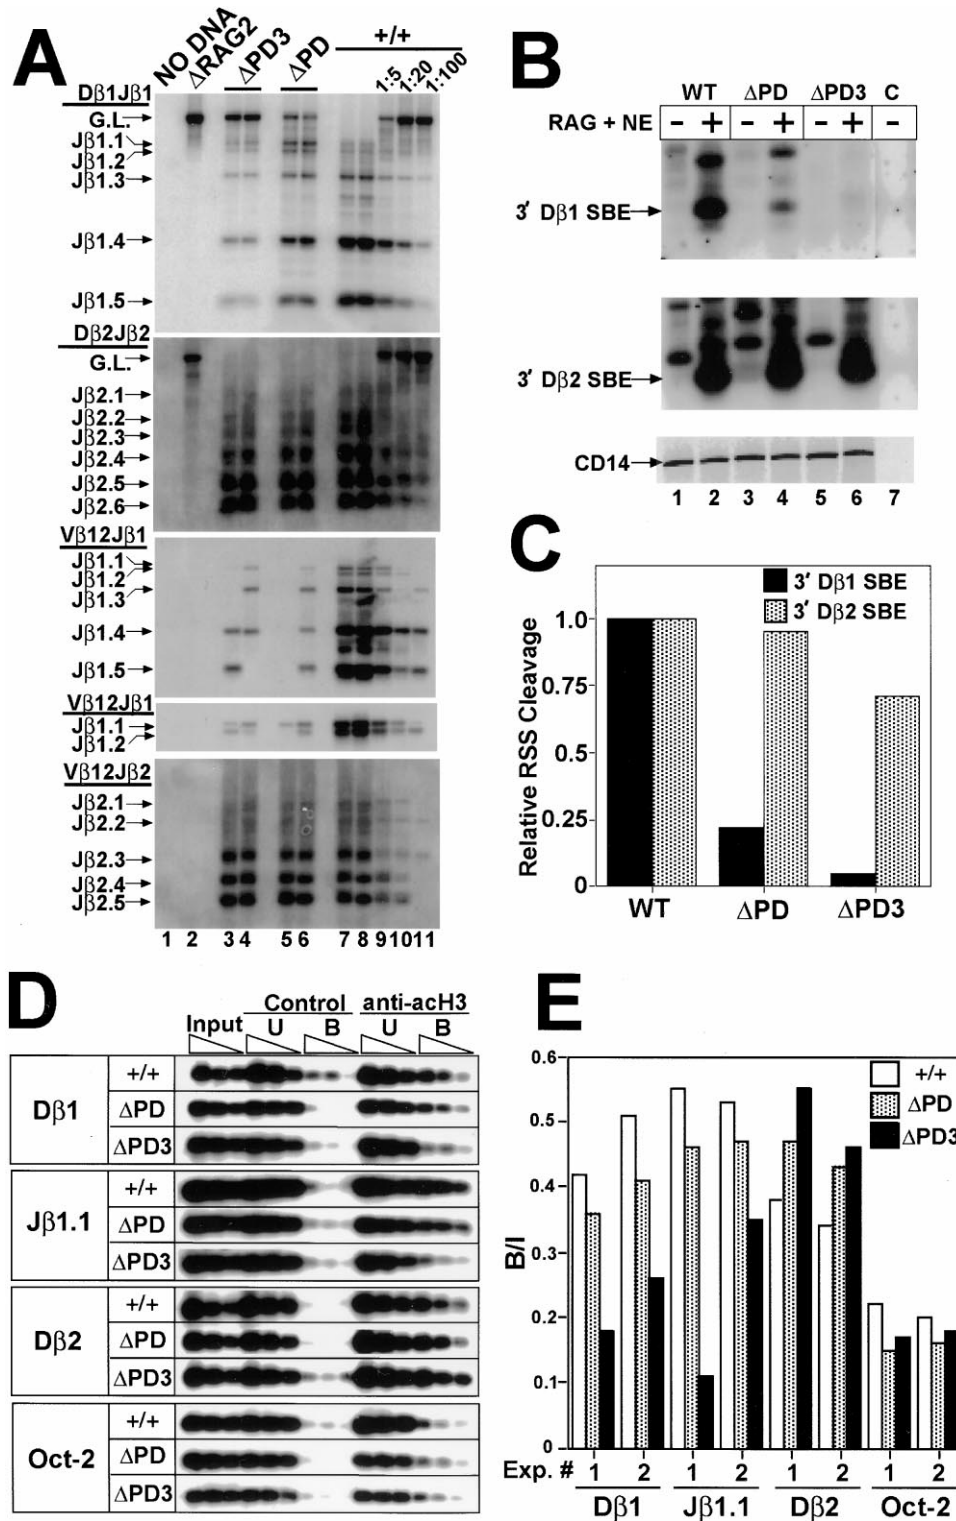 A
NO DNA
ΔRAG2
ΔPD3
ΔPD
+/+
1:5
1:20
1:100
Dβ1Jβ1
G.L.
Jβ1.1
Jβ1.2
Jβ1.3
Jβ1.4
Jβ1.5
Dβ2Jβ2
G.L.
Jβ2.1
Jβ2.2
Jβ2.3
Jβ2.4
Jβ2.5
Jβ2.6
Vβ12Jβ1
Jβ1.1
Jβ1.2
Jβ1.3
Jβ1.4
Jβ1.5
Vβ12Jβ1
Jβ1.1
Jβ1.2
Vβ12Jβ2
Jβ2.1
Jβ2.2
Jβ2.3
Jβ2.4
Jβ2.5
1 2 3 4 5 6 7 8 9 10 11
B
WT ΔPD ΔPD3 C
RAG + NE - + - + - + -
3′ Dβ1 SBE
3′ Dβ2 SBE
CD14
1 2 3 4 5 6 7
C
3′ Dβ1 SBE
3′ Dβ2 SBE
Relative RSS Cleavage
1.0
0.75
0.5
0.25
0
WT ΔPD ΔPD3
D
Control anti-acH3
Input U B U B
Dβ1
+/+
ΔPD
ΔPD3
Jβ1.1
+/+
ΔPD
ΔPD3
Dβ2
+/+
ΔPD
ΔPD3
Oct-2
+/+
ΔPD
ΔPD3
E
+/+
ΔPD
ΔPD3
B/I
0.6
0.5
0.4
0.3
0.2
0.1
0
Exp. # 1 2 1 2 1 2 1 2
Dβ1 Jβ1.1 Dβ2 Oct-2